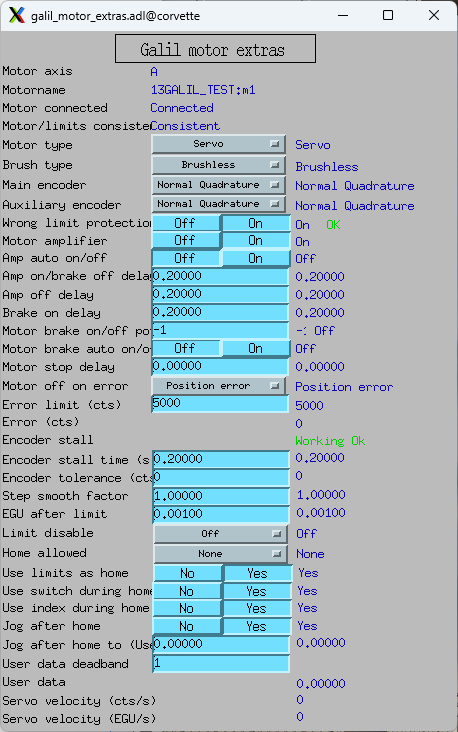 galil_motor_extras.adl@corvette
Galil motor extras
Motor axis A
Motorname 13GALIL_TEST:m1
Motor connected Connected
Motor/limits consisten Consistent
Motor type Servo Servo
Brush type Brushless Brushless
Main encoder Normal Quadrature Normal Quadrature
Auxiliary encoder Normal Quadrature Normal Quadrature
Wrong limit protection Off On On OK
Motor amplifier Off On On
Amp auto on/off Off On Off
Amp on/brake off delay 0.20000 0.20000
Amp off delay 0.20000 0.20000
Brake on delay 0.20000 0.20000
Motor brake on/off po -1 -1 Off
Motor brake auto on/o Off On Off
Motor stop delay 0.00000 0.00000
Motor off on error Position error Position error
Error limit (cts) 5000 5000
Error (cts) 0
Encoder stall Working Ok
Encoder stall time (s 0.20000 0.20000
Encoder tolerance (cts 0 0
Step smooth factor 1.00000 1.00000
EGU after limit 0.00100 0.00100
Limit disable Off Off
Home allowed None None
Use limits as home No Yes Yes
Use switch during home No Yes Yes
Use index during home No Yes Yes
Jog after home No Yes Yes
Jog after home to (Use 0.00000 0.00000
User data deadband 1
User data 0.00000
Servo velocity (cts/s) 0
Servo velocity (EGU/s) 0